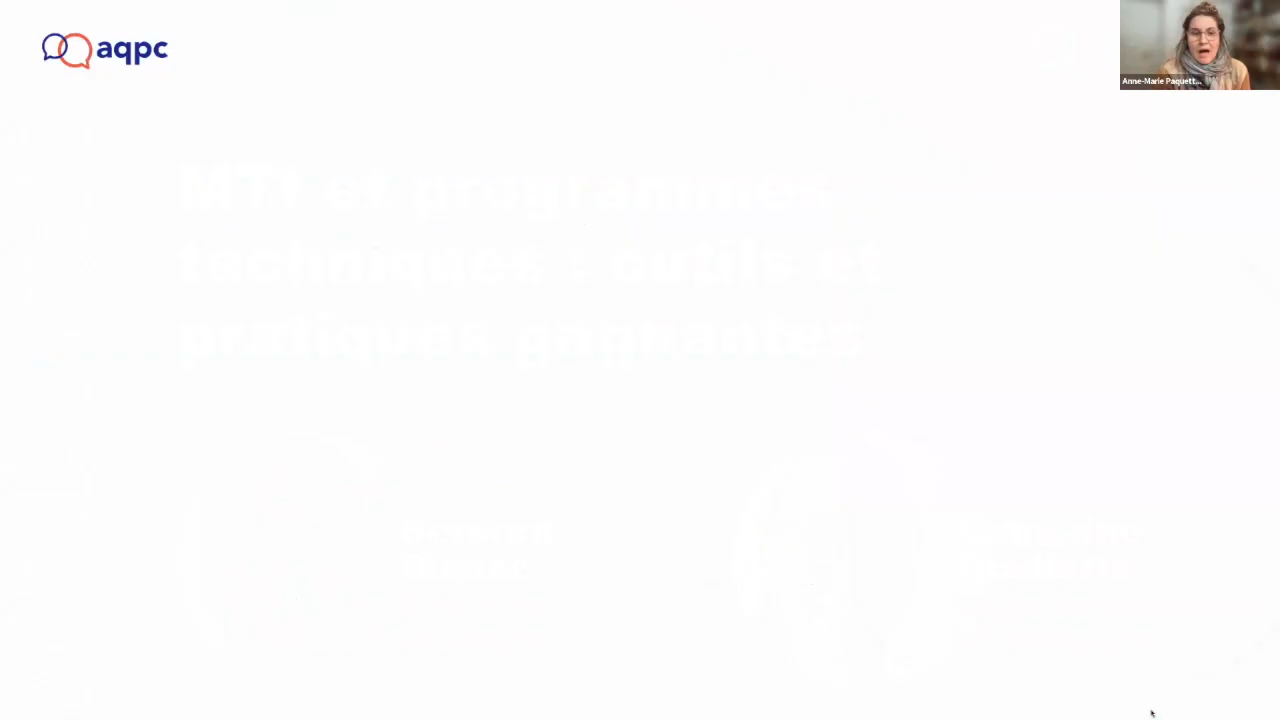 aqpc
Anne-Marie Paquett...
MTI et programmes
techniques : outils et
pratiques gagnantes